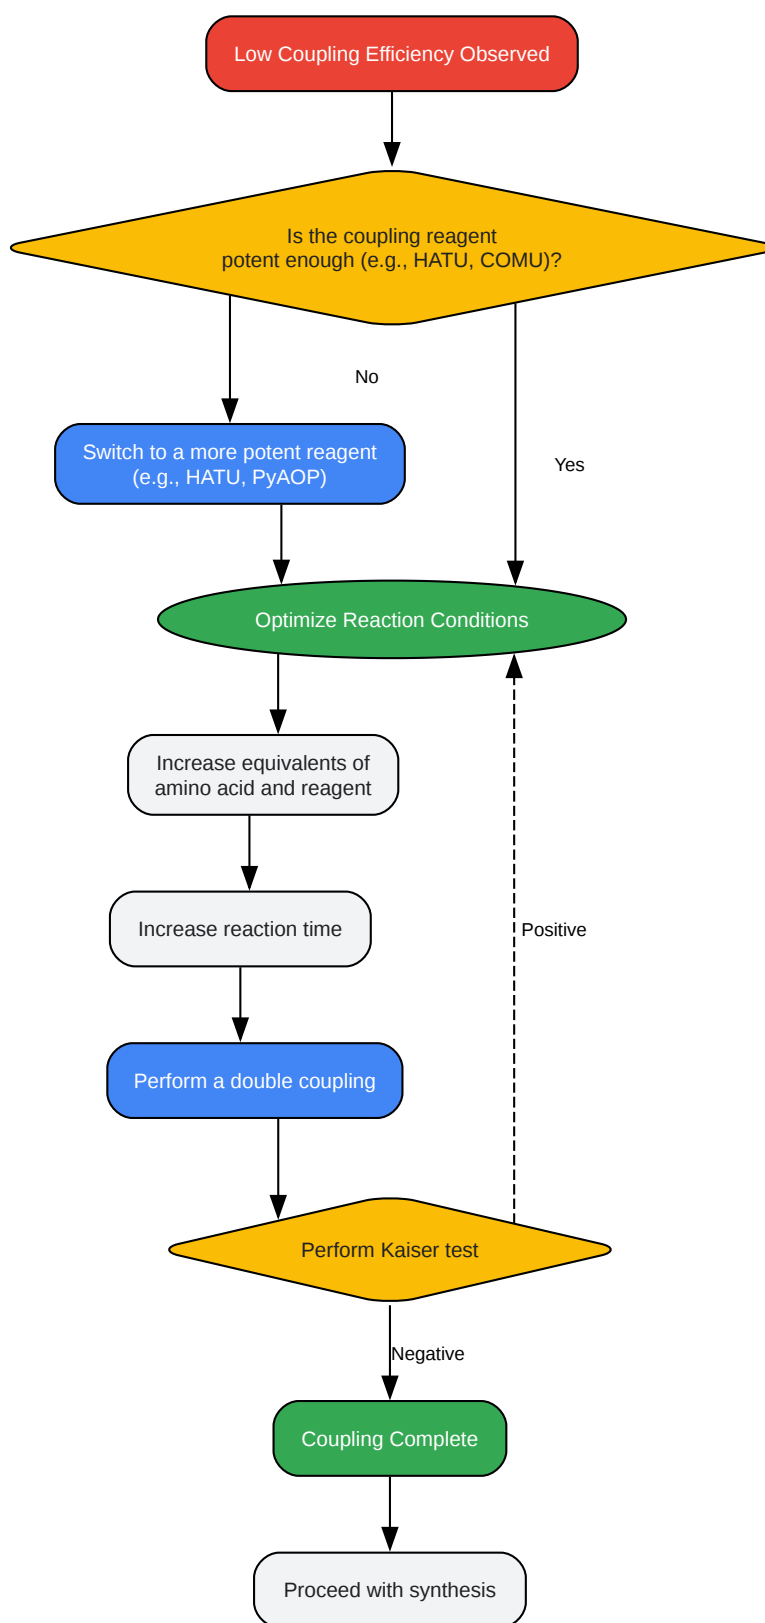 Low Coupling Efficiency Observed
Is the coupling reagent
potent enough (e.g., HATU, COMU)?
No
Switch to a more potent reagent
(e.g., HATU, PyAOP)
Yes
Optimize Reaction Conditions
Increase equivalents of
amino acid and reagent
Increase reaction time
Positive
Perform a double coupling
Perform Kaiser test
Negative
Coupling Complete
Proceed with synthesis